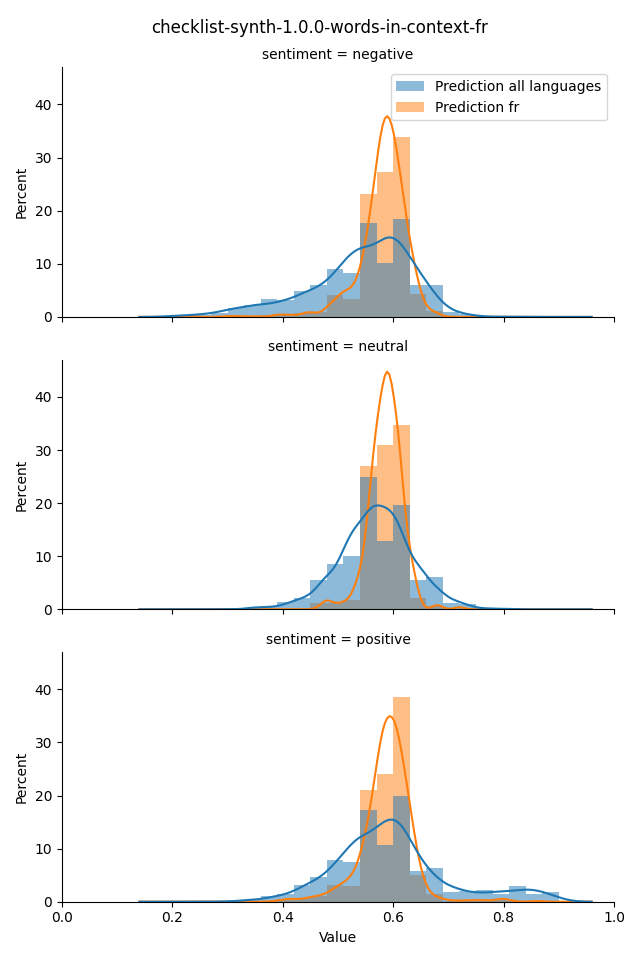 checklist-synth-1.0.0-words-in-context-fr
sentiment = negative
Prediction all languages
Prediction fr
Percent
40
30
20
10
0
sentiment = neutral
Percent
40
30
20
10
0
sentiment = positive
Percent
40
30
20
10
0
0.0 0.2 0.4 0.6 0.8 1.0
Value